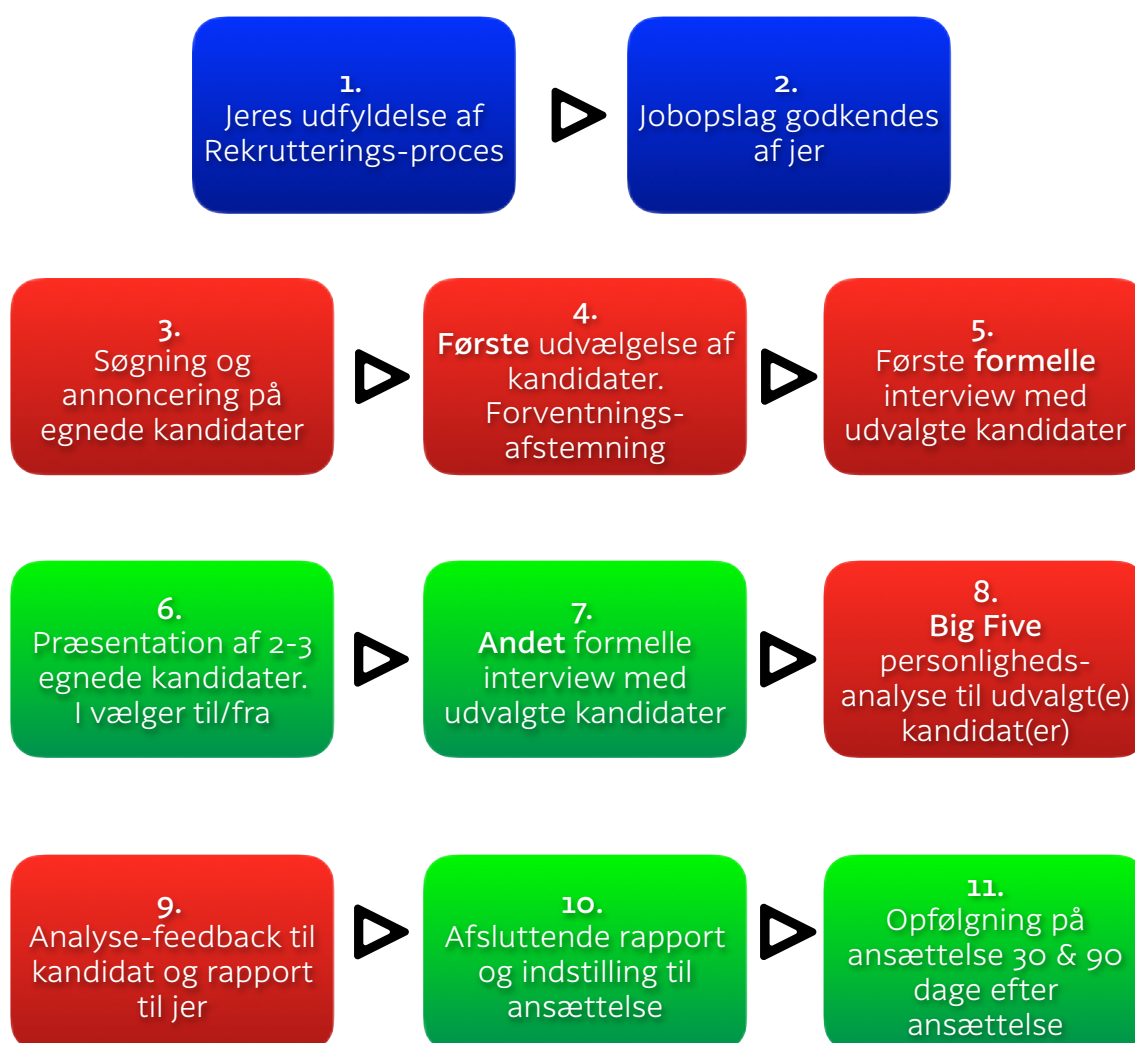 1.
Jeres udfyldelse af
Rekrutterings-proces
2.
Jobopslag godkendes
af jer
3.
Søgning og
annoncering på
egnede kandidater
4.
Første udvælgelse af
kandidater.
Forventnings-
afstemning
5.
Første formelle
interview med
udvalgte kandidater
6.
Præsentation af 2-3
egnede kandidater.
I vælger til/fra
7.
Andet formelle
interview med
udvalgte kandidater
8.
Big Five
personligheds-
analyse til udvalgt(e)
kandidat(er)
9.
Analyse-feedback til
kandidat og rapport
til jer
10.
Afsluttende rapport
og indstilling til
ansættelse
11.
Opfølgning på
ansættelse 30 & 90
dage efter
ansættelse